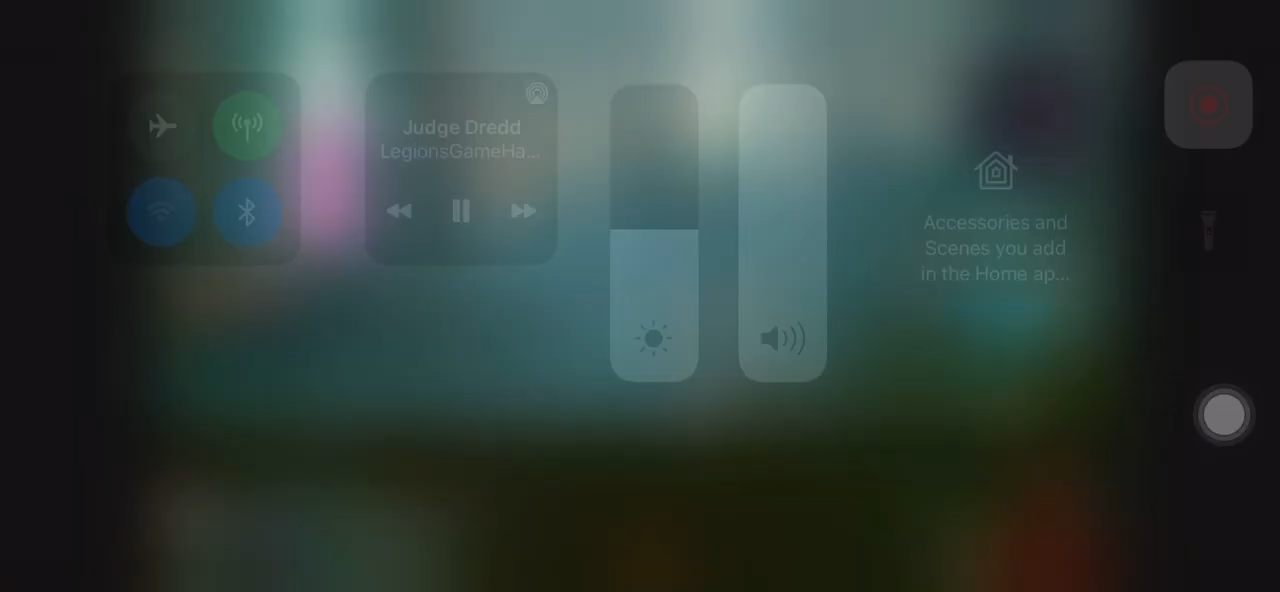 Judge Dredd
LegionsGameHa...
Accessories and
Scenes you add
in the Home ap...